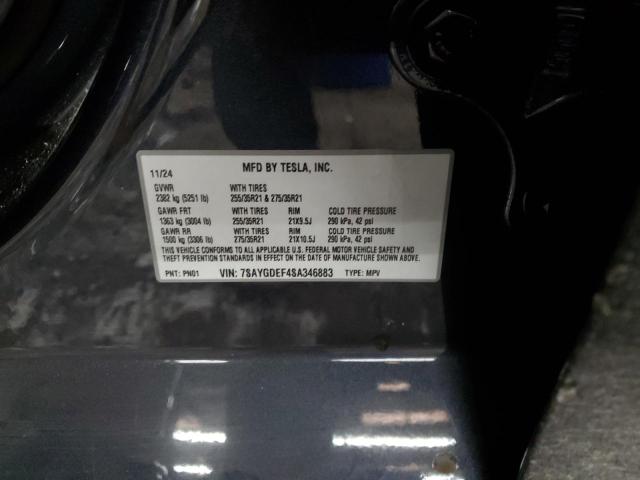 11/24 MFD BY TESLA, INC.
GVWR WITH TIRES
2382 kg (5251 lb) 255/35R21 & 275/35R21
GAWR FRT WITH TIRES RIM COLD TIRE PRESSURE
1363 kg (3004 lb) 255/35R21 21X9.5J 290 kPa, 42 psi
GAWR RR WITH TIRES RIM COLD TIRE PRESSURE
1500 kg (3306 lb) 275/35R21 21X10.5J 290 kPa, 42 psi
THIS VEHICLE CONFORMS TO ALL APPLICABLE U.S. FEDERAL MOTOR VEHICLE SAFETY AND
THEFT STANDARDS IN EFFECT ON THE DATE OF MANUFACTURE SHOWN ABOVE.
PNT: PN01 VIN: 7SAYGDEF4SA346883 TYPE: MPV